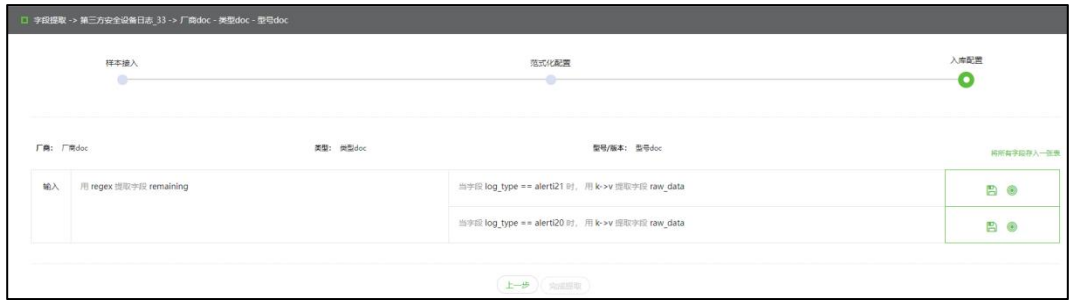 字段提取 -> 第三方安全设备日志_33 -> 厂商doc - 类型doc - 型号doc
样本接入
范式化配置
入库配置
厂商: 厂商doc
类型: 类型doc
型号/版本: 型号doc
将所有字段存入一张表
输入
用 regex 提取字段 remaining
当字段 log_type == alerti21 时, 用 k->v 提取字段 raw_data
当字段 log_type == alerti20 时, 用 k->v 提取字段 raw_data
上一步
完成提取